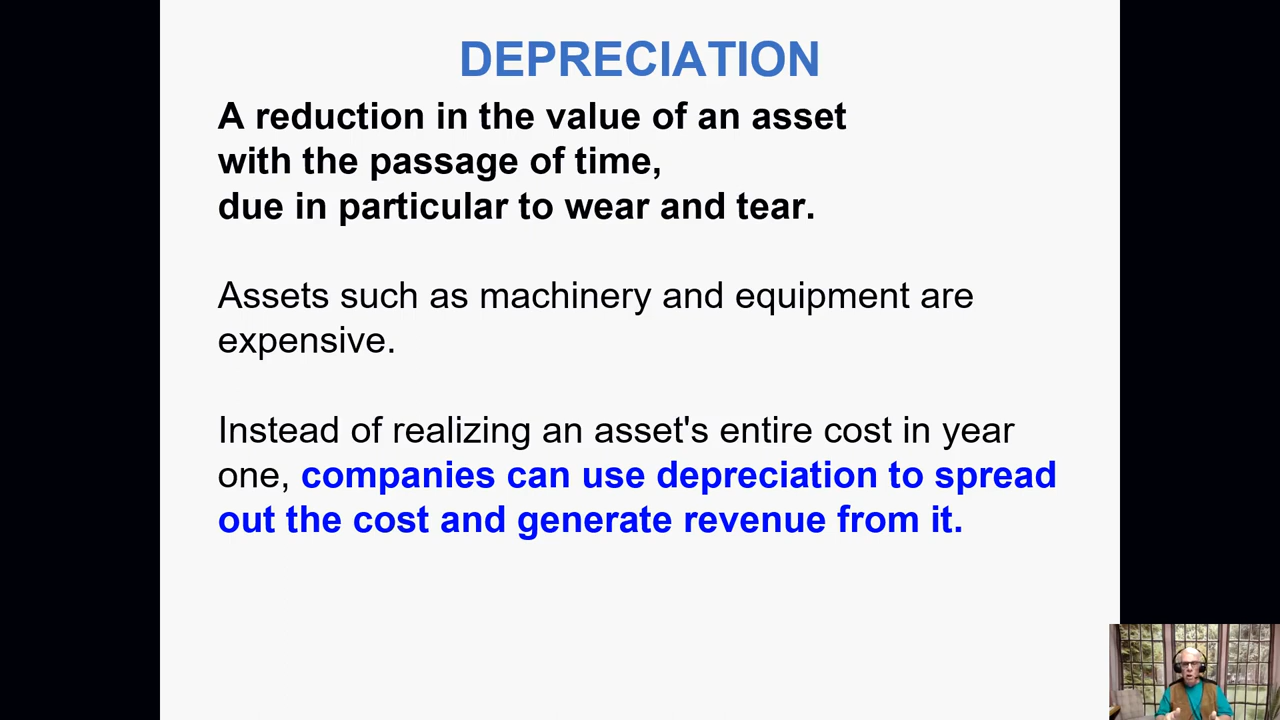 DEPRECIATION
A reduction in the value of an asset
with the passage of time,
due in particular to wear and tear.
Assets such as machinery and equipment are
expensive.
Instead of realizing an asset's entire cost in year
one, companies can use depreciation to spread
out the cost and generate revenue from it.